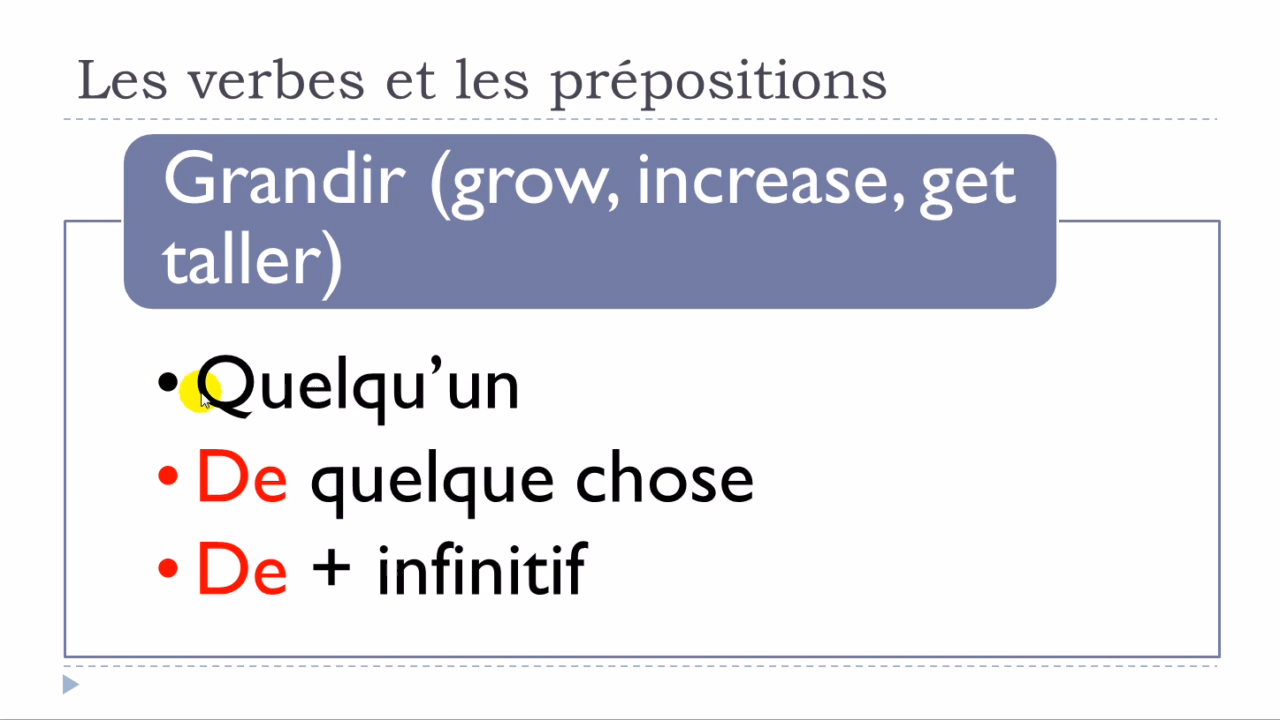 Les verbes et les prépositions
Grandir (grow, increase, get
taller)
• Quelqu’un
• De quelque chose
• De + infinitif